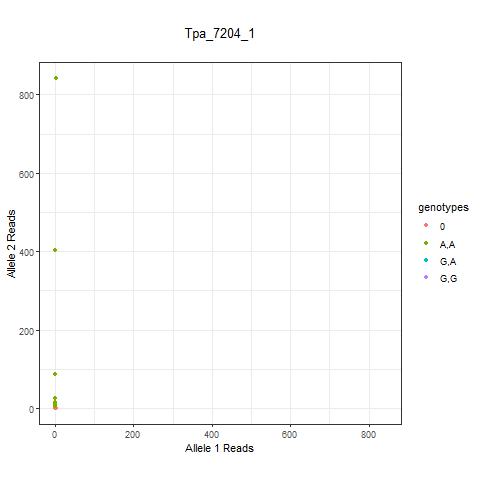 Tpa_7204_1
800
600
400
200
0
Allele 2 Reads
0 200 400 600 800
Allele 1 Reads
genotypes
0
A,A
G,A
G,G